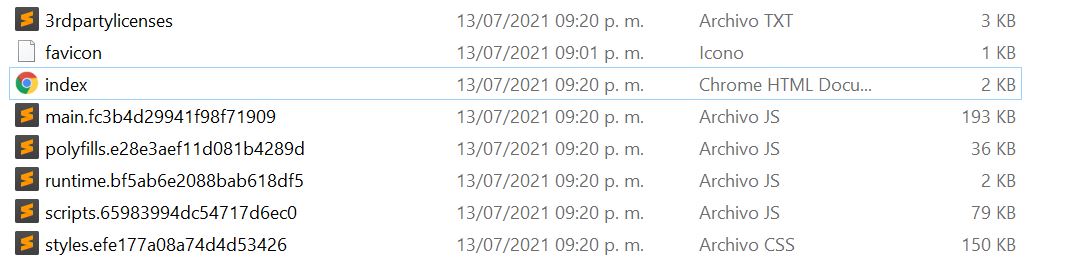 3rdpartylicenses 13/07/2021 09:20 p. m. Archivo TXT 3 KB
favicon 13/07/2021 09:01 p. m. Icono 1 KB
index 13/07/2021 09:20 p. m. Chrome HTML Docu... 2 KB
main.fc3b4d29941f98f71909 13/07/2021 09:20 p. m. Archivo JS 193 KB
polyfills.e28e3aef11d081b4289d 13/07/2021 09:20 p. m. Archivo JS 36 KB
runtime.bf5ab6e2088bab618df5 13/07/2021 09:20 p. m. Archivo JS 2 KB
scripts.65983994dc54717d6ec0 13/07/2021 09:20 p. m. Archivo JS 79 KB
styles.efe177a08a74d4d53426 13/07/2021 09:20 p. m. Archivo CSS 150 KB